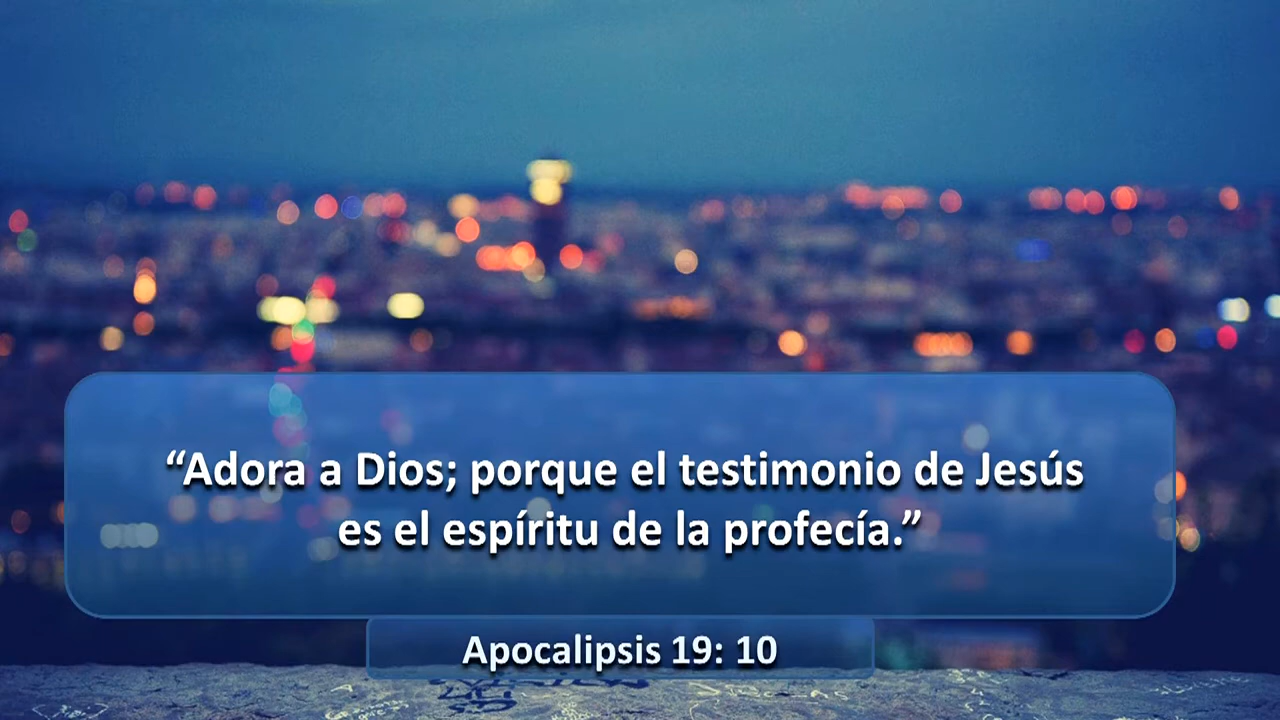 “Adora a Dios; porque el testimonio de Jesús
es el espíritu de la profecía.”
Apocalipsis 19: 10